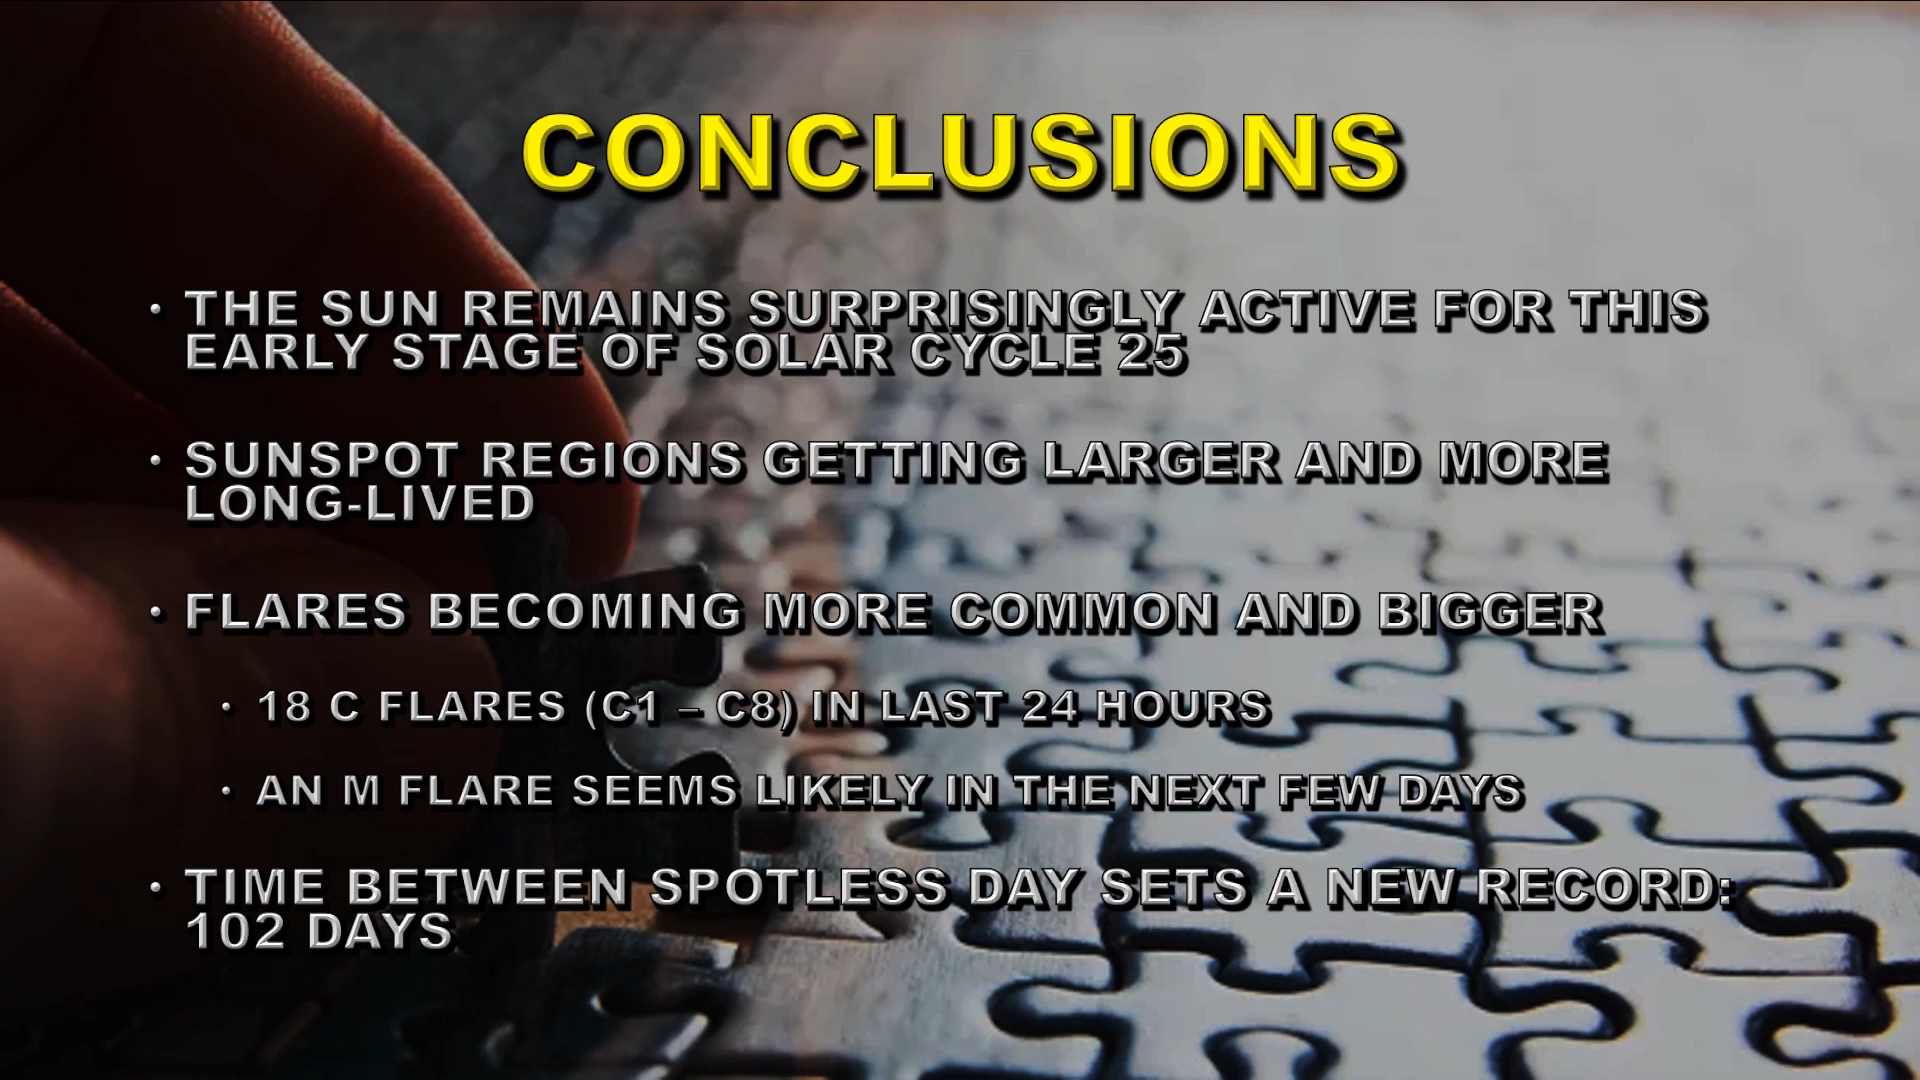 CONCLUSIONS
• THE SUN REMAINS SURPRISINGLY ACTIVE FOR THIS
EARLY STAGE OF SOLAR CYCLE 25
• SUNSPOT REGIONS GETTING LARGER AND MORE
LONG-LIVED
• FLARES BECOMING MORE COMMON AND BIGGER
• 18 C FLARES (C1 – C8) IN LAST 24 HOURS
• AN M FLARE SEEMS LIKELY IN THE NEXT FEW DAYS
• TIME BETWEEN SPOTLESS DAY SETS A NEW RECORD:
102 DAYS